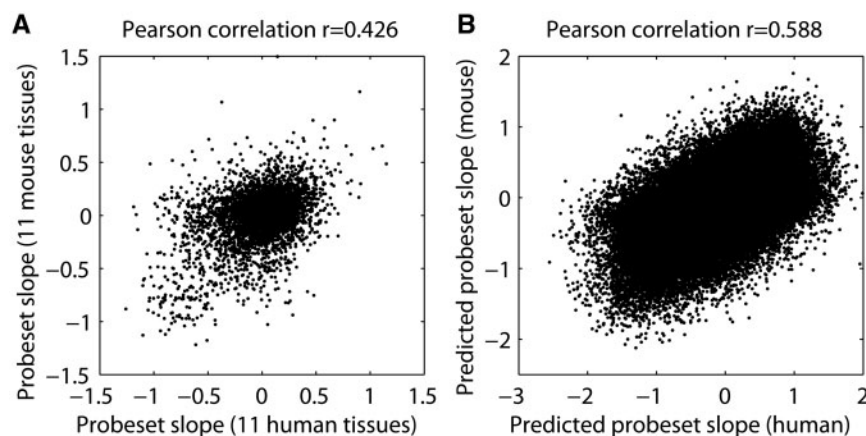 A
Pearson correlation r=0.426
1.5
1
0.5
0
−0.5
−1
−1.5
−1.5 −1 −0.5 0 0.5 1 1.5
Probeset slope (11 mouse tissues)
Probeset slope (11 human tissues)
B
Pearson correlation r=0.588
2
1
0
−1
−2
−3 −2 −1 0 1 2
Predicted probeset slope (mouse)
Predicted probeset slope (human)